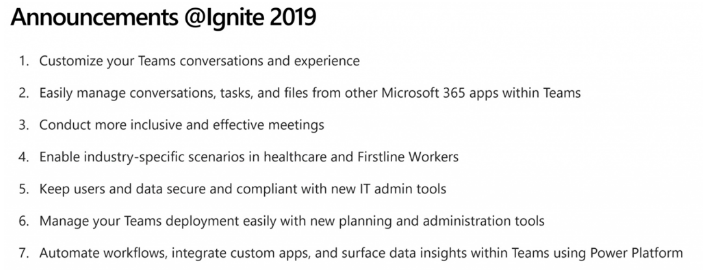 Announcements @Ignite 2019
1. Customize your Teams conversations and experience
2. Easily manage conversations, tasks, and files from other Microsoft 365 apps within Teams
3. Conduct more inclusive and effective meetings
4. Enable industry-specific scenarios in healthcare and Firstline Workers
5. Keep users and data secure and compliant with new IT admin tools
6. Manage your Teams deployment easily with new planning and administration tools
7. Automate workflows, integrate custom apps, and surface data insights within Teams using Power Platform